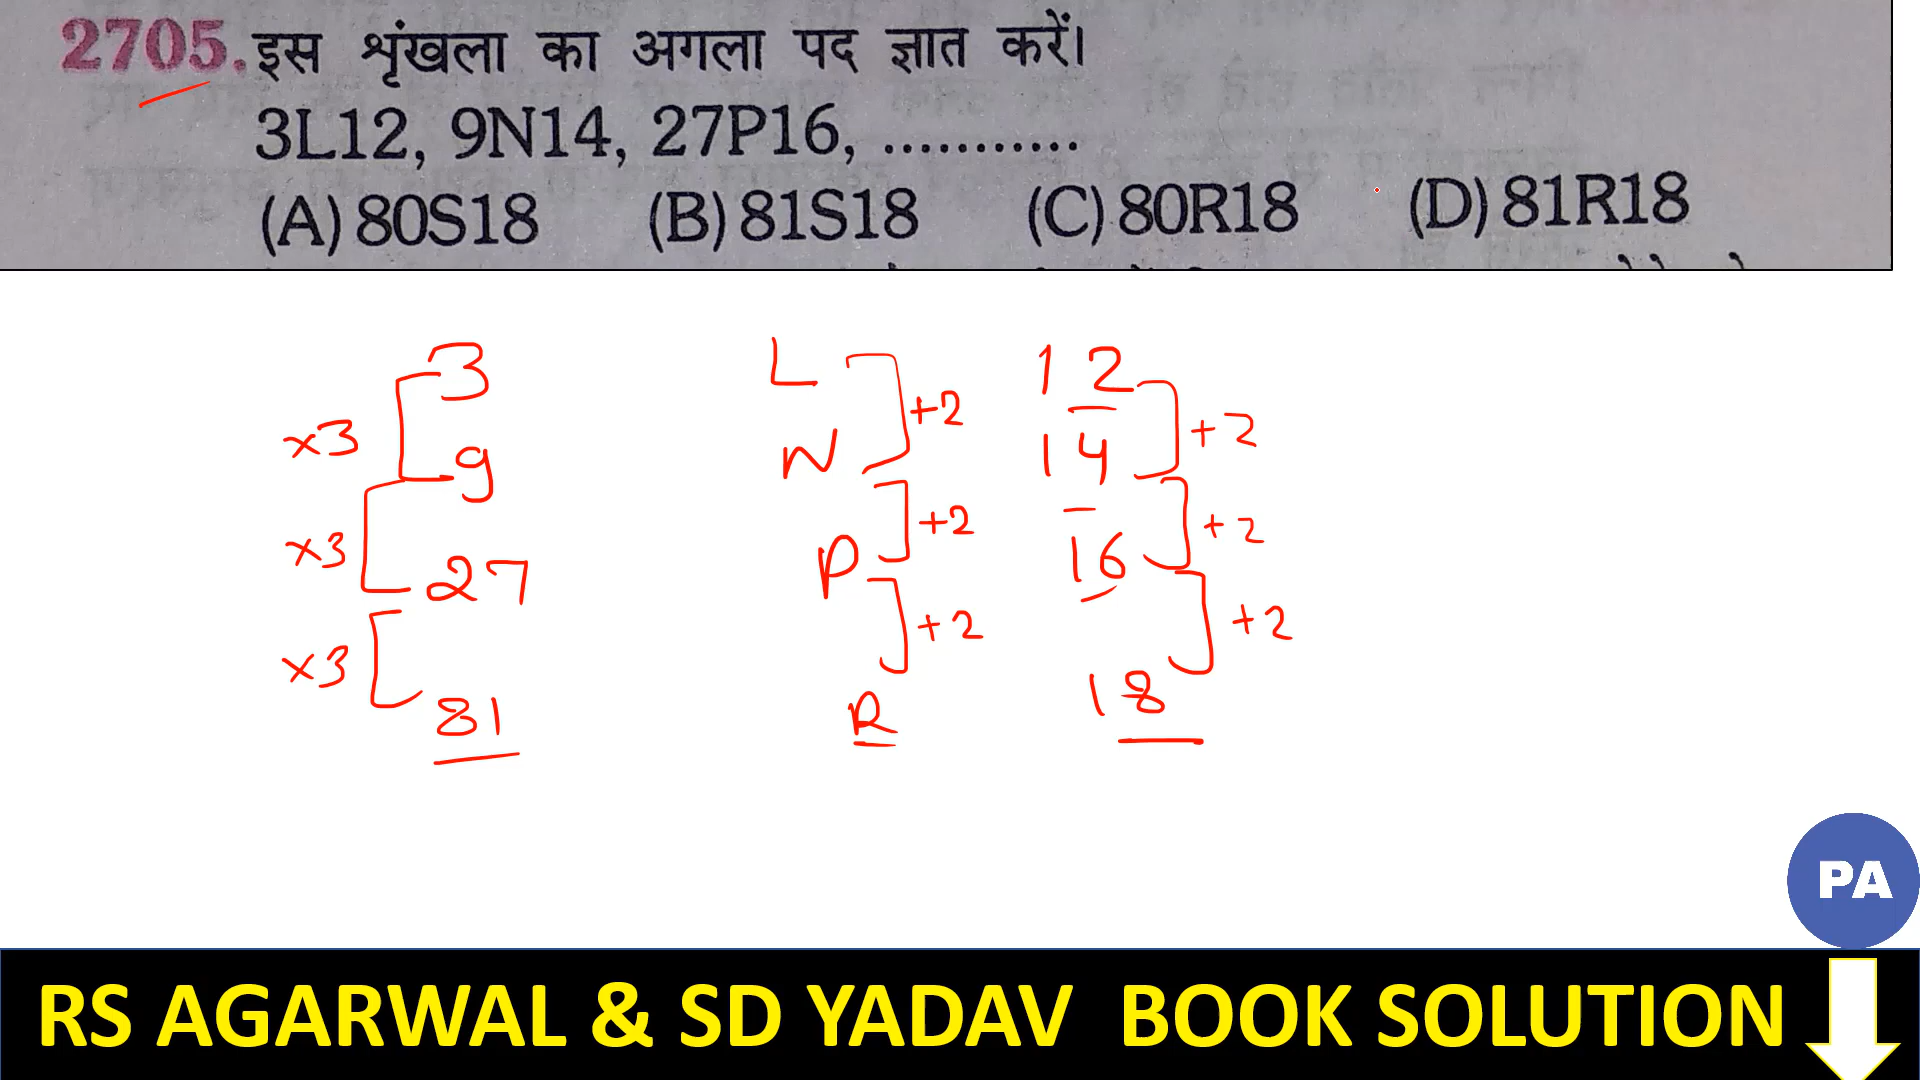 2705. इस शृंखला का अगला पद ज्ञात करें।
3L12, 9N14, 27P16, ...........
(A) 80S18 (B) 81S18 (C) 80R18 (D) 81R18
3 L 12
×3 +2 +2
9 N 14
×3 +2 +2
27 P 16
×3 +2 +2
81 R 18
PA
RS AGARWAL & SD YADAV BOOK SOLUTION